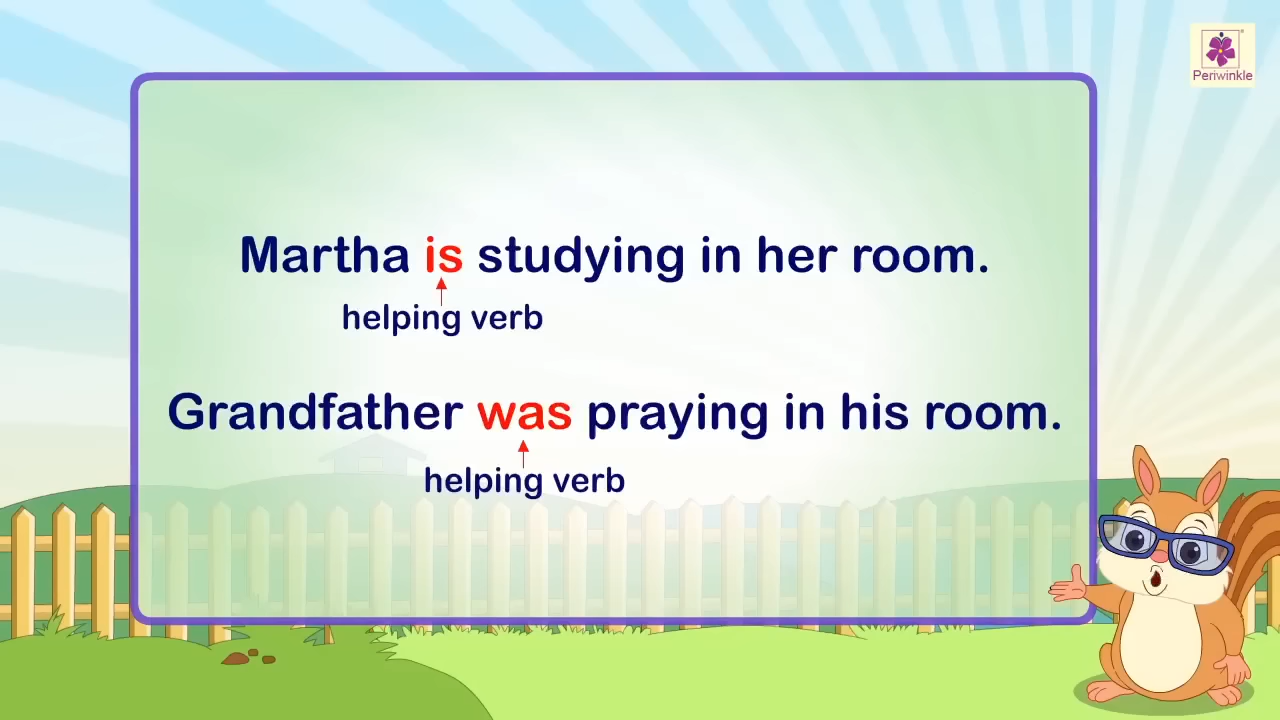 Periwinkle
Martha is studying in her room.
helping verb
Grandfather was praying in his room.
helping verb